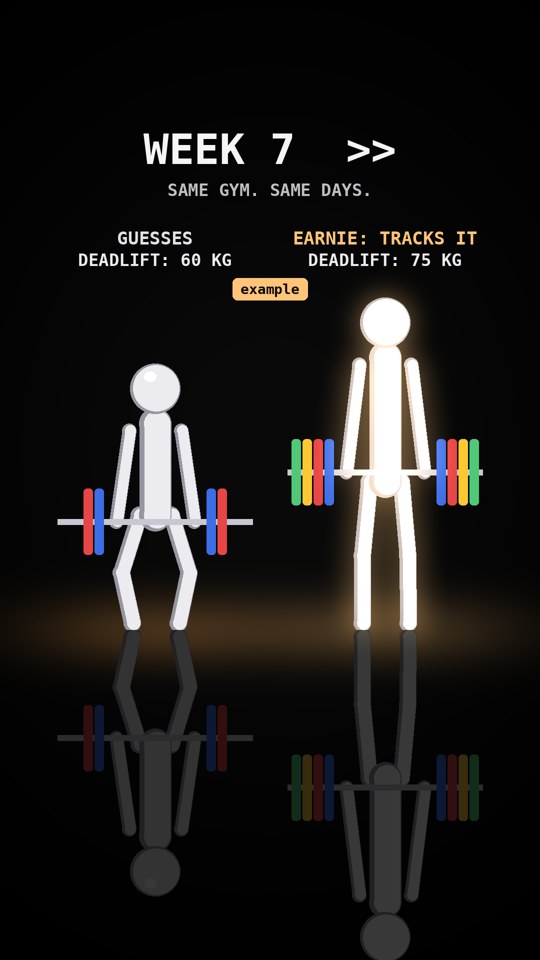 WEEK 7 >>
SAME GYM. SAME DAYS.
GUESSES
DEADLIFT: 60 KG
EARNIE: TRACKS IT
DEADLIFT: 75 KG
example